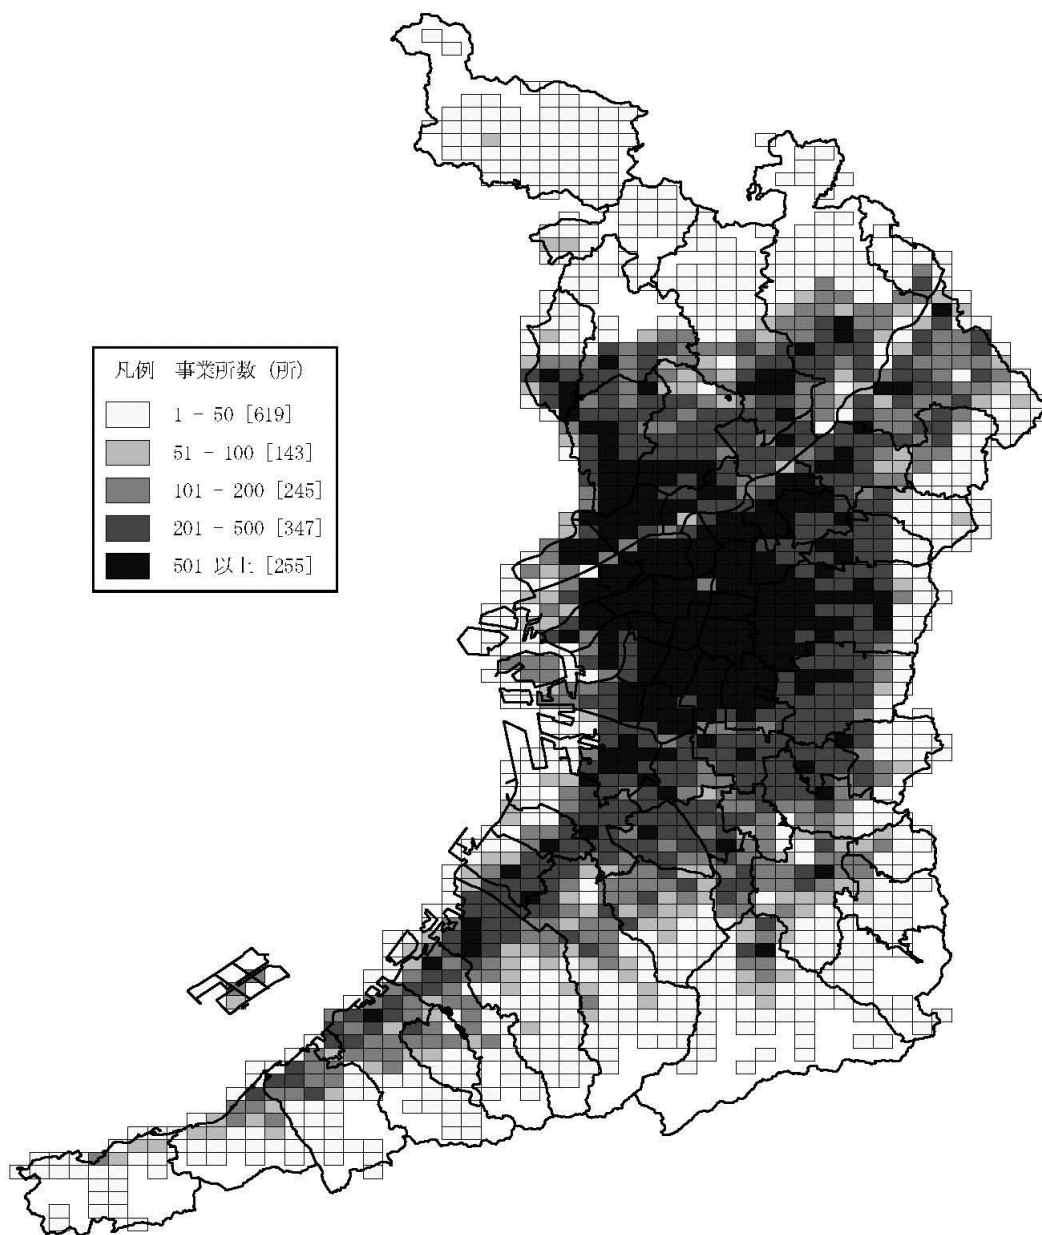 凡例 事業所数 (所)
1 - 50 [619]
51 - 100 [143]
101 - 200 [245]
201 - 500 [347]
501 以上 [255]